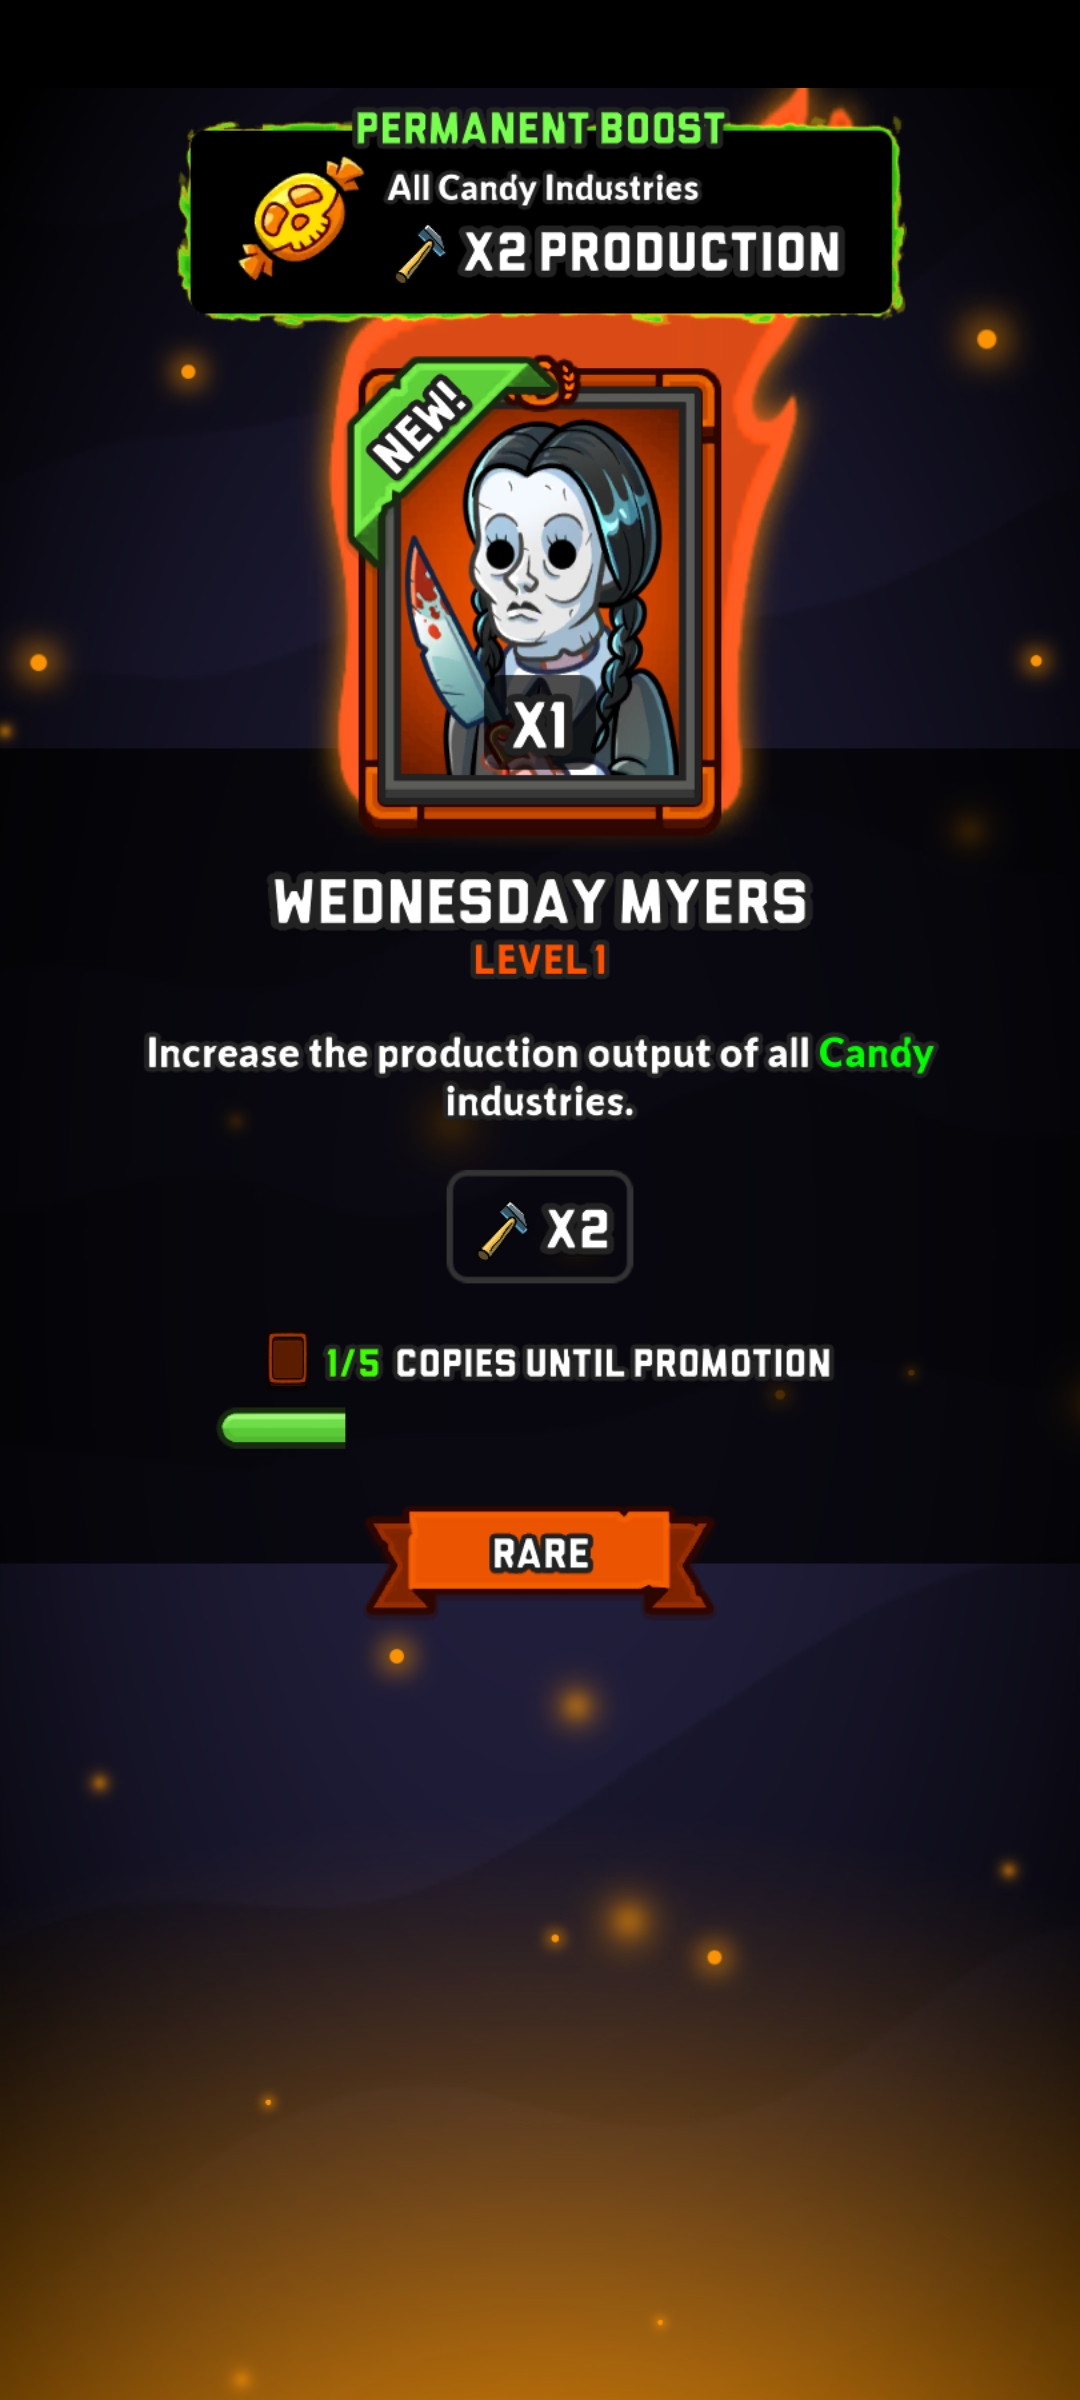 PERMANENT BOOST
All Candy Industries
X2 PRODUCTION
NEW!
X1
WEDNESDAY MYERS
LEVEL 1
Increase the production output of all Candy
industries.
X2
1/5 COPIES UNTIL PROMOTION
RARE